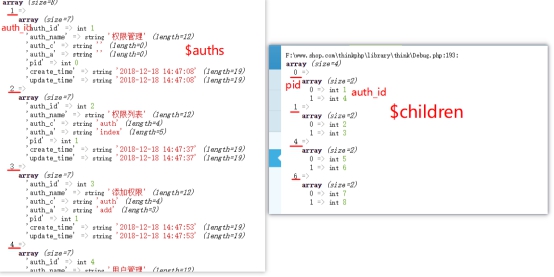 array (size=8)
1 =>
array (size=7)
auth_id
'auth_id' => int 1
'auth_name' => string '权限管理' (length=12)
'auth_c' => string '' (length=0)
'auth_a' => string '' (length=0)
'pid' => int 0
'create_time' => string '2018-12-18 14:47:08' (length=19)
'update_time' => string '2018-12-18 14:47:08' (length=19)
$auths
2 =>
array (size=7)
'auth_id' => int 2
'auth_name' => string '权限列表' (length=12)
'auth_c' => string 'auth' (length=4)
'auth_a' => string 'index' (length=5)
'pid' => int 1
'create_time' => string '2018-12-18 14:47:37' (length=19)
'update_time' => string '2018-12-18 14:47:37' (length=19)
3 =>
array (size=7)
'auth_id' => int 3
'auth_name' => string '添加权限' (length=12)
'auth_c' => string 'auth' (length=4)
'auth_a' => string 'add' (length=3)
'pid' => int 1
'create_time' => string '2018-12-18 14:47:53' (length=19)
'update_time' => string '2018-12-18 14:47:53' (length=19)
4 =>
array (size=7)
'auth_id' => int 4
'auth_name' => string '用户管理' (length=12)
F:\www.shop.com\thinkphp\library\think\Debug.php:193:
array (size=4)
0 =>
pid array (size=2)
0 => int 1
1 => int 4
auth_id
$children
1 =>
array (size=2)
0 => int 2
1 => int 3
4 =>
array (size=2)
0 => int 5
1 => int 6
6 =>
array (size=2)
0 => int 7
1 => int 8